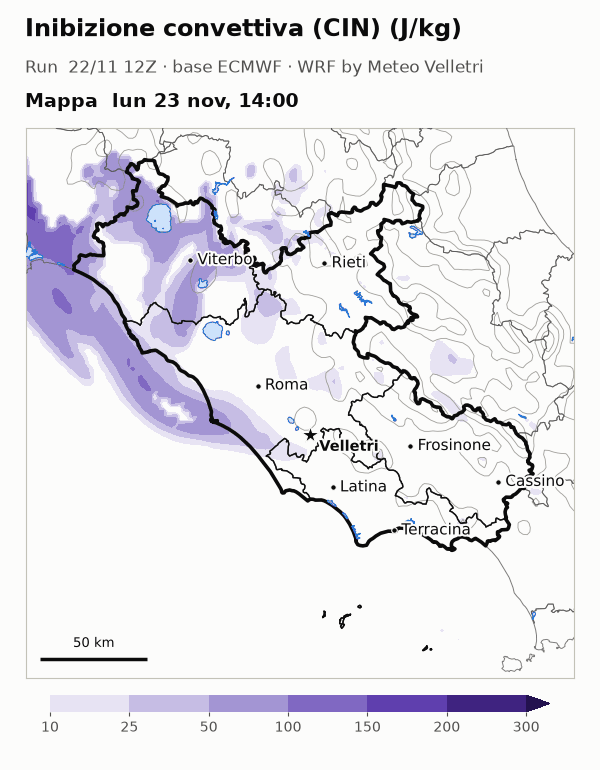 Inibizione convettiva (CIN) (J/kg)
Run  22/11 12Z · base ECMWF · WRF by Meteo Velletri
Mappa  lun 23 nov, 14:00
Viterbo
Rieti
Roma
Velletri
Frosinone
Cassino
Latina
Terracina
50 km
10 25 50 100 150 200 300